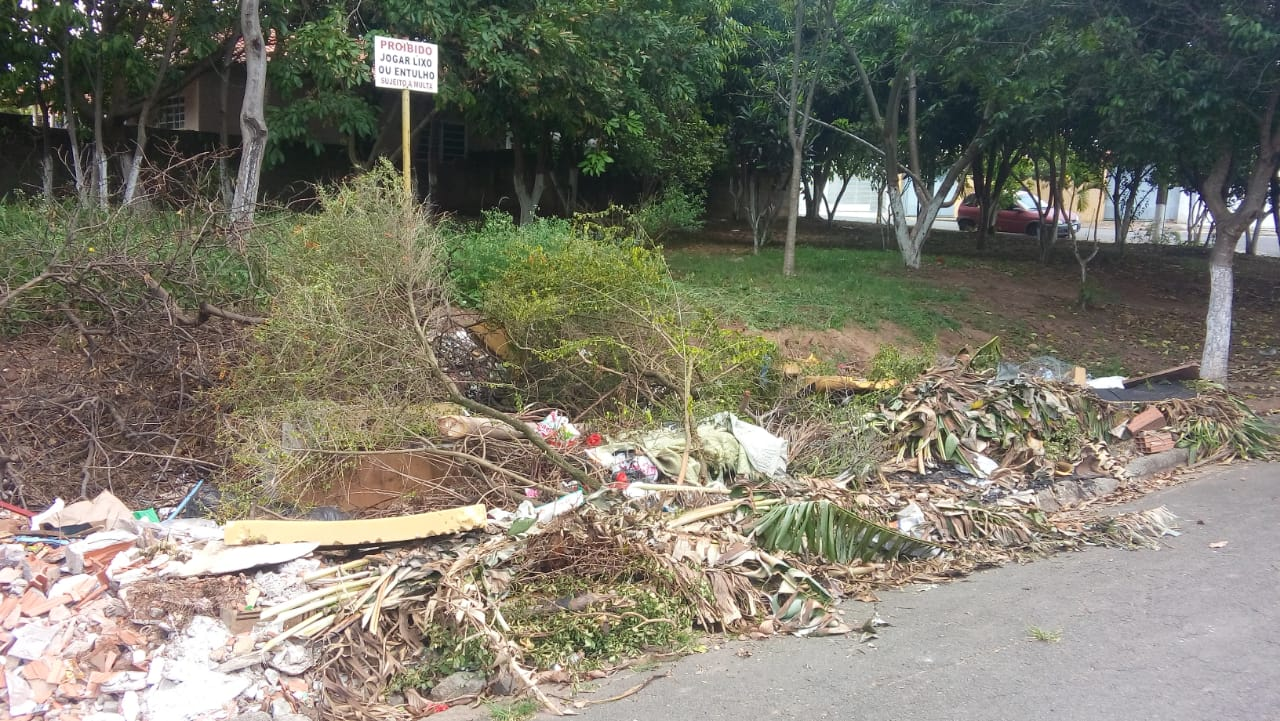 PROIBIDO
JOGAR LIXO
OU ENTULHO
SUJEITO A MULTA